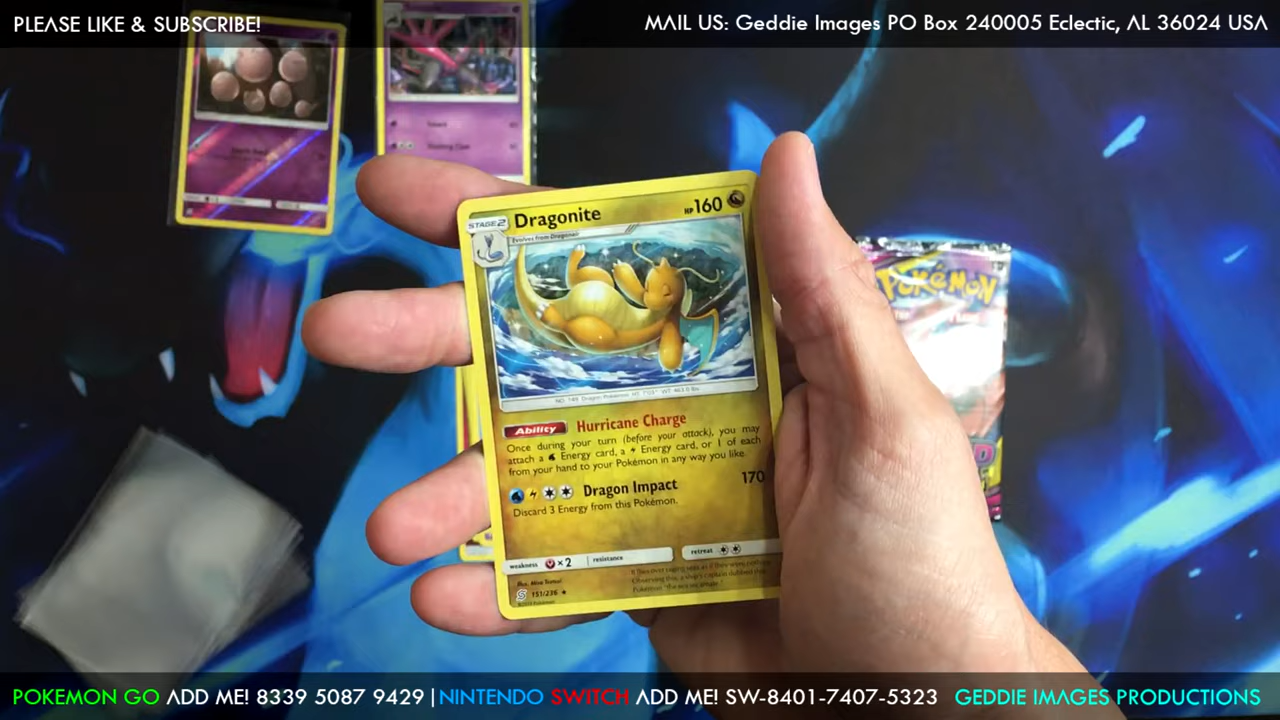 PLEASE LIKE & SUBSCRIBE!
MAIL US: Geddie Images PO Box 240005 Eclectic, AL 36024 USA
STAGE2
Dragonite
HP160
Evolves from Dragonair
NO. 149 Dragon Pokémon
Ability Hurricane Charge
Once during your turn (before your attack), you may
attach a Energy card, a Energy card, or 1 of each
from your hand to your Pokémon in any way you like.
Dragon Impact 170
Discard 3 Energy from this Pokémon.
weakness ×2 resistance retreat
151/236
POKÉMON
POKEMON GO ADD ME! 8339 5087 9429 | NINTENDO SWITCH ADD ME! SW-8401-7407-5323 GEDDIE IMAGES PRODUCTIONS